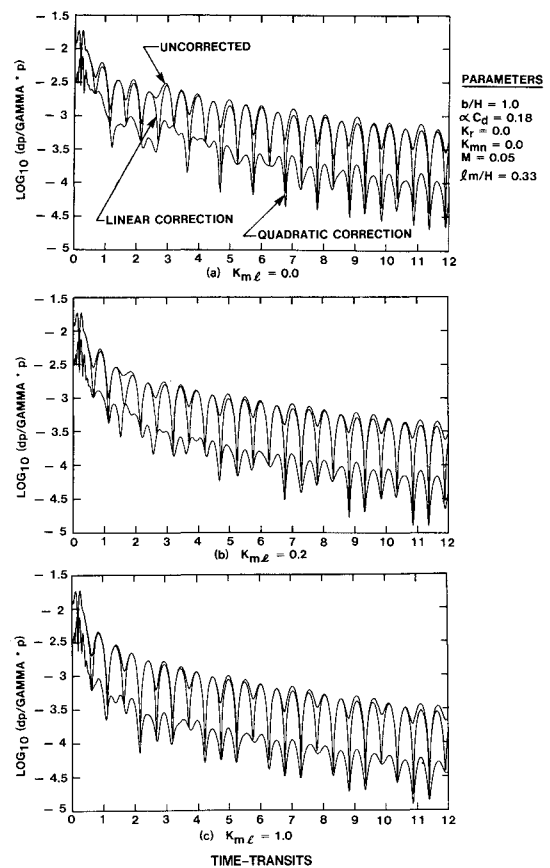 UNCORRECTED
LINEAR CORRECTION
QUADRATIC CORRECTION
LOG10 (dp/GAMMA * p)
− 1.5
− 2
− 2.5
− 3
− 3.5
− 4
− 4.5
− 5
0 1 2 3 4 5 6 7 8 9 10 11 12
(a) Kmℓ = 0.0
PARAMETERS
b/H = 1.0
∝ Cd = 0.18
Kr = 0.0
Kmn = 0.0
M = 0.05
ℓm/H = 0.33
LOG10 (dp/GAMMA * p)
− 1.5
− 2
− 2.5
− 3
− 3.5
− 4
− 4.5
− 5
0 1 2 3 4 5 6 7 8 9 10 11 12
(b) Kmℓ = 0.2
LOG10 (dp/GAMMA * p)
− 1.5
− 2
− 2.5
− 3
− 3.5
− 4
− 4.5
− 5
0 1 2 3 4 5 6 7 8 9 10 11 12
(c) Kmℓ = 1.0
TIME–TRANSITS